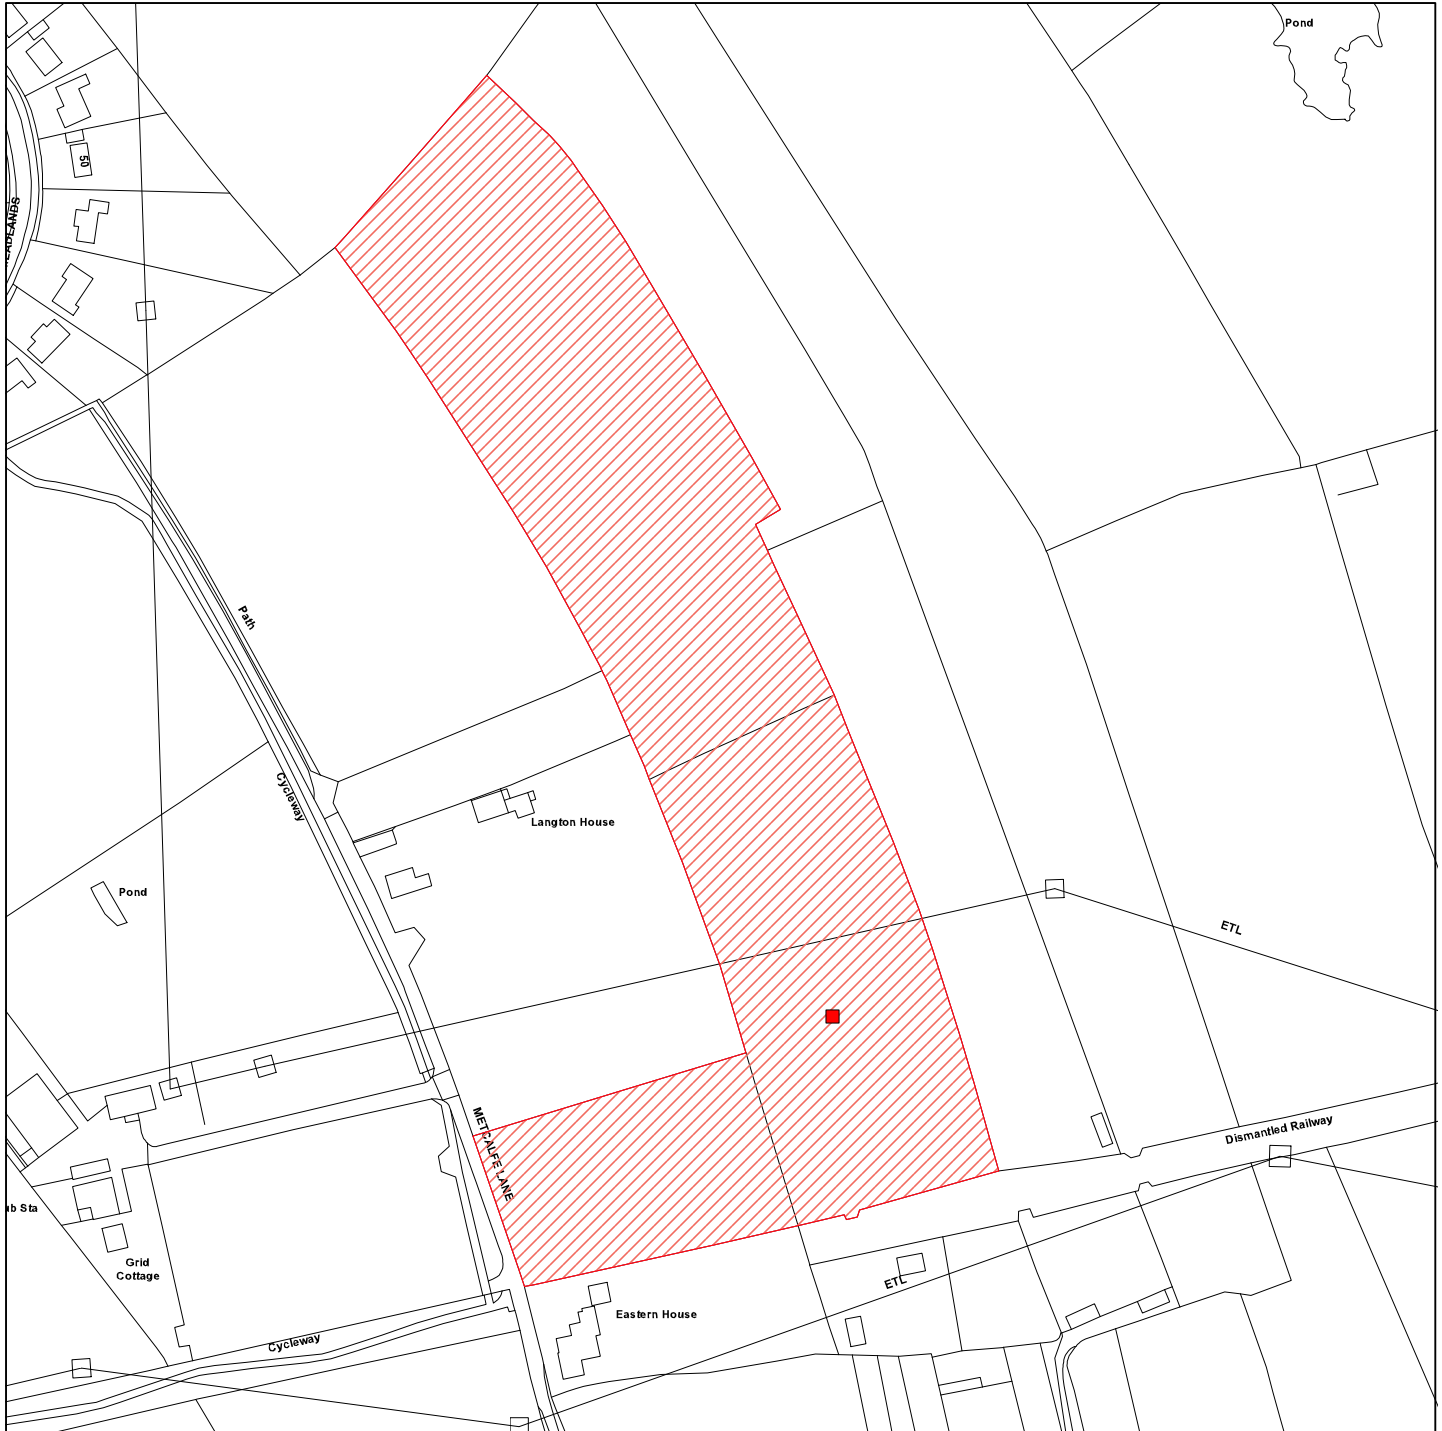 Pond
50
Path
Cycleway
Langton House
Pond
ETL
METCALFE LANE
Dismantled Railway
Grid
Cottage
ETL
Eastern House
Cycleway